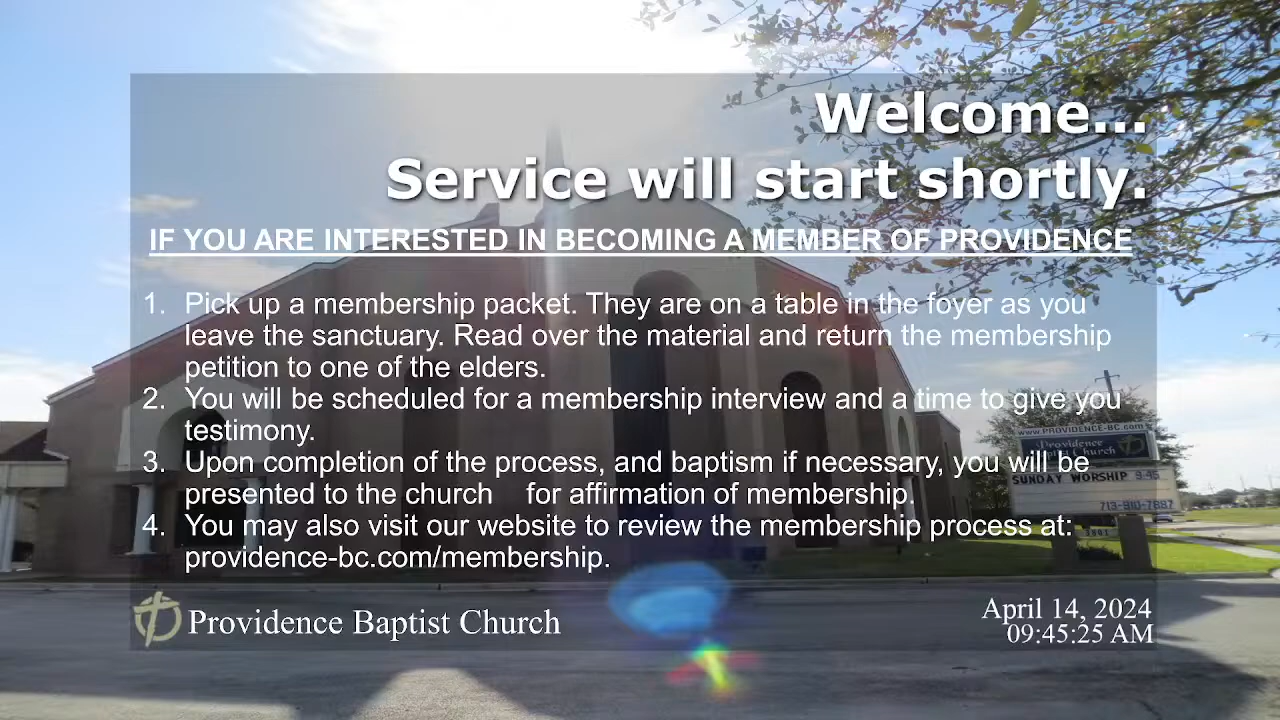 Welcome...
Service will start shortly.
IF YOU ARE INTERESTED IN BECOMING A MEMBER OF PROVIDENCE
1. Pick up a membership packet. They are on a table in the foyer as you
leave the sanctuary. Read over the material and return the membership
petition to one of the elders.
2. You will be scheduled for a membership interview and a time to give you
testimony.
3. Upon completion of the process, and baptism if necessary, you will be
presented to the church for affirmation of membership.
4. You may also visit our website to review the membership process at:
providence-bc.com/membership.
www.PROVIDENCE-BC.com
Providence
Baptist Church
SUNDAY WORSHIP 9:45
713-910-7887
Providence Baptist Church
April 14, 2024
09:45:25 AM